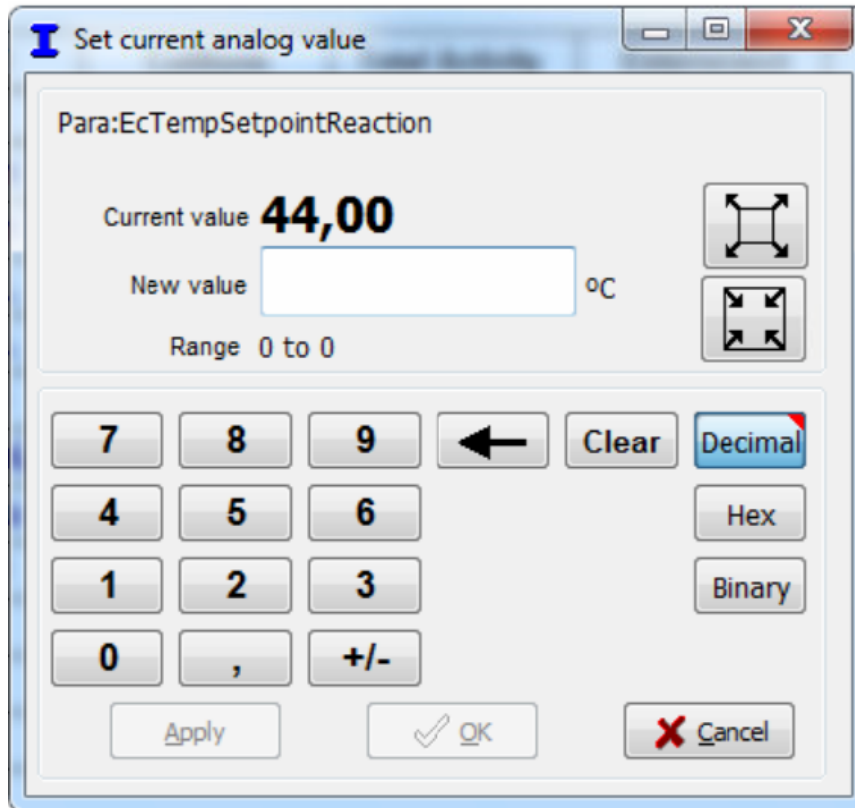 Set current analog value
Para:EcTempSetpointReaction
Current value 44,00
New value ºC
Range 0 to 0
7 8 9 Clear Decimal
4 5 6 Hex
1 2 3 Binary
0 , +/-
Apply OK Cancel